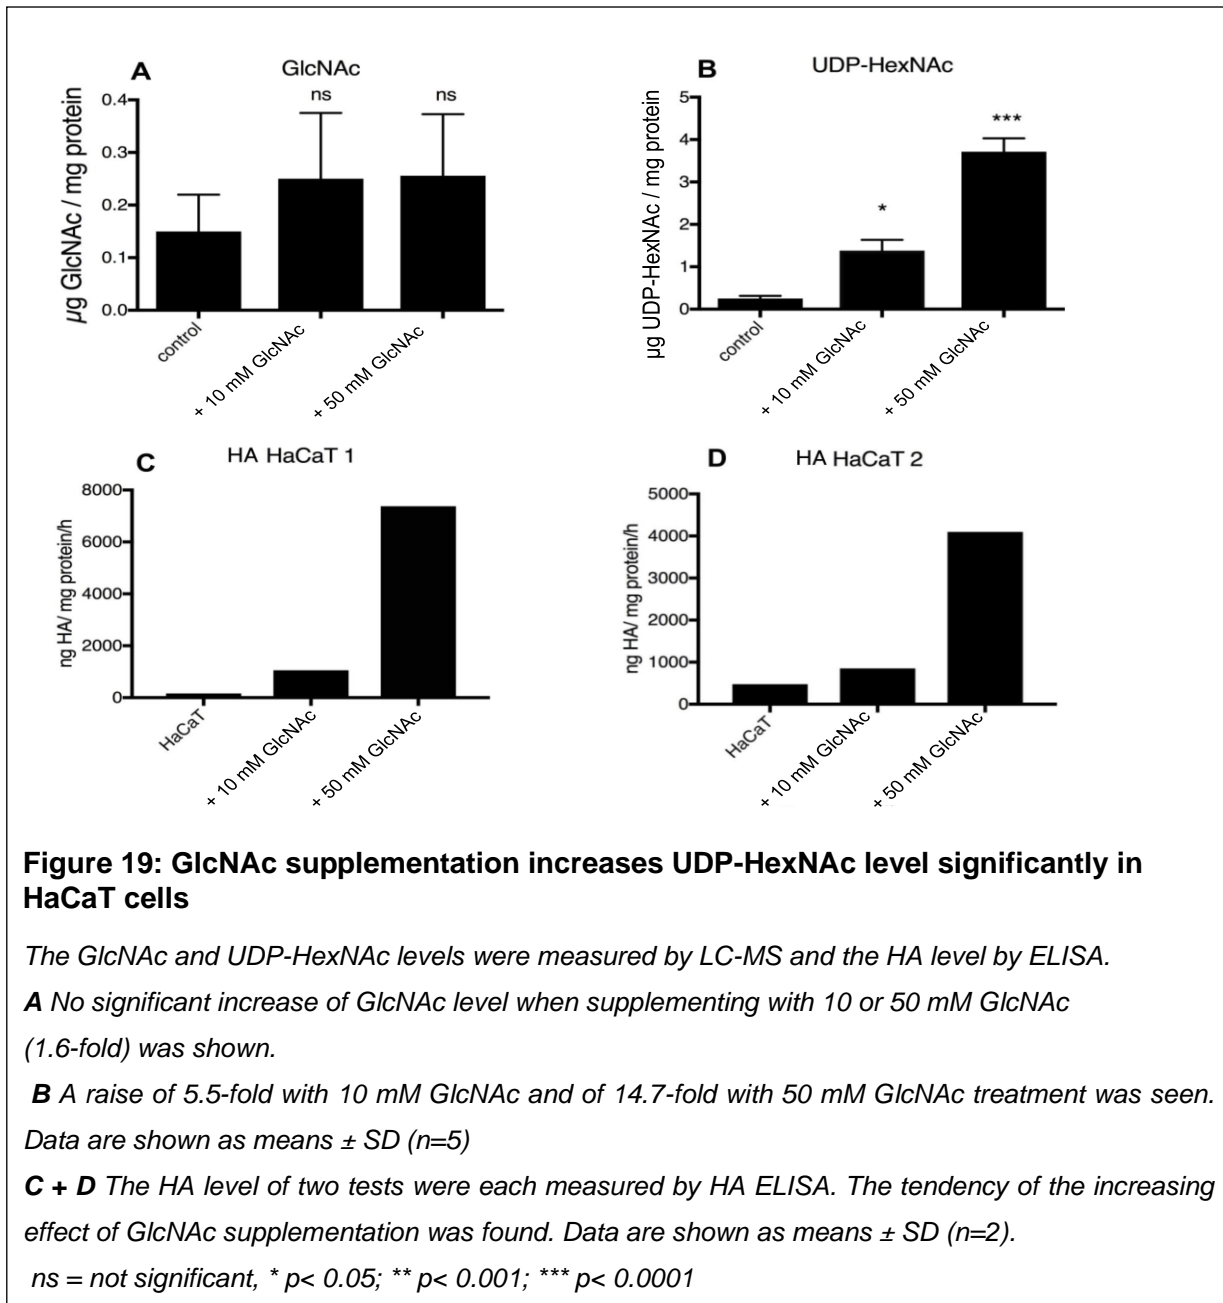 A
GlcNAc
ns
ns
0.4
0.3
0.2
0.1
0.0
µg GlcNAc / mg protein
control
+ 10 mM GlcNAc
+ 50 mM GlcNAc
B
UDP-HexNAc
***
*
5
4
3
2
1
0
µg UDP-HexNAc / mg protein
control
+ 10 mM GlcNAc
+ 50 mM GlcNAc
C
HA HaCaT 1
8000
6000
4000
2000
0
ng HA/ mg protein/h
HaCaT
+ 10 mM GlcNAc
+ 50 mM GlcNAc
D
HA HaCaT 2
5000
4000
3000
2000
1000
0
ng HA/ mg protein/h
HaCaT
+ 10 mM GlcNAc
+ 50 mM GlcNAc
Figure 19: GlcNAc supplementation increases UDP-HexNAc level significantly in
HaCaT cells
The GlcNAc and UDP-HexNAc levels were measured by LC-MS and the HA level by ELISA.
A No significant increase of GlcNAc level when supplementing with 10 or 50 mM GlcNAc
(1.6-fold) was shown.
B A raise of 5.5-fold with 10 mM GlcNAc and of 14.7-fold with 50 mM GlcNAc treatment was seen.
Data are shown as means ± SD (n=5)
C + D The HA level of two tests were each measured by HA ELISA. The tendency of the increasing
effect of GlcNAc supplementation was found. Data are shown as means ± SD (n=2).
ns = not significant, * p< 0.05; ** p< 0.001; *** p< 0.0001